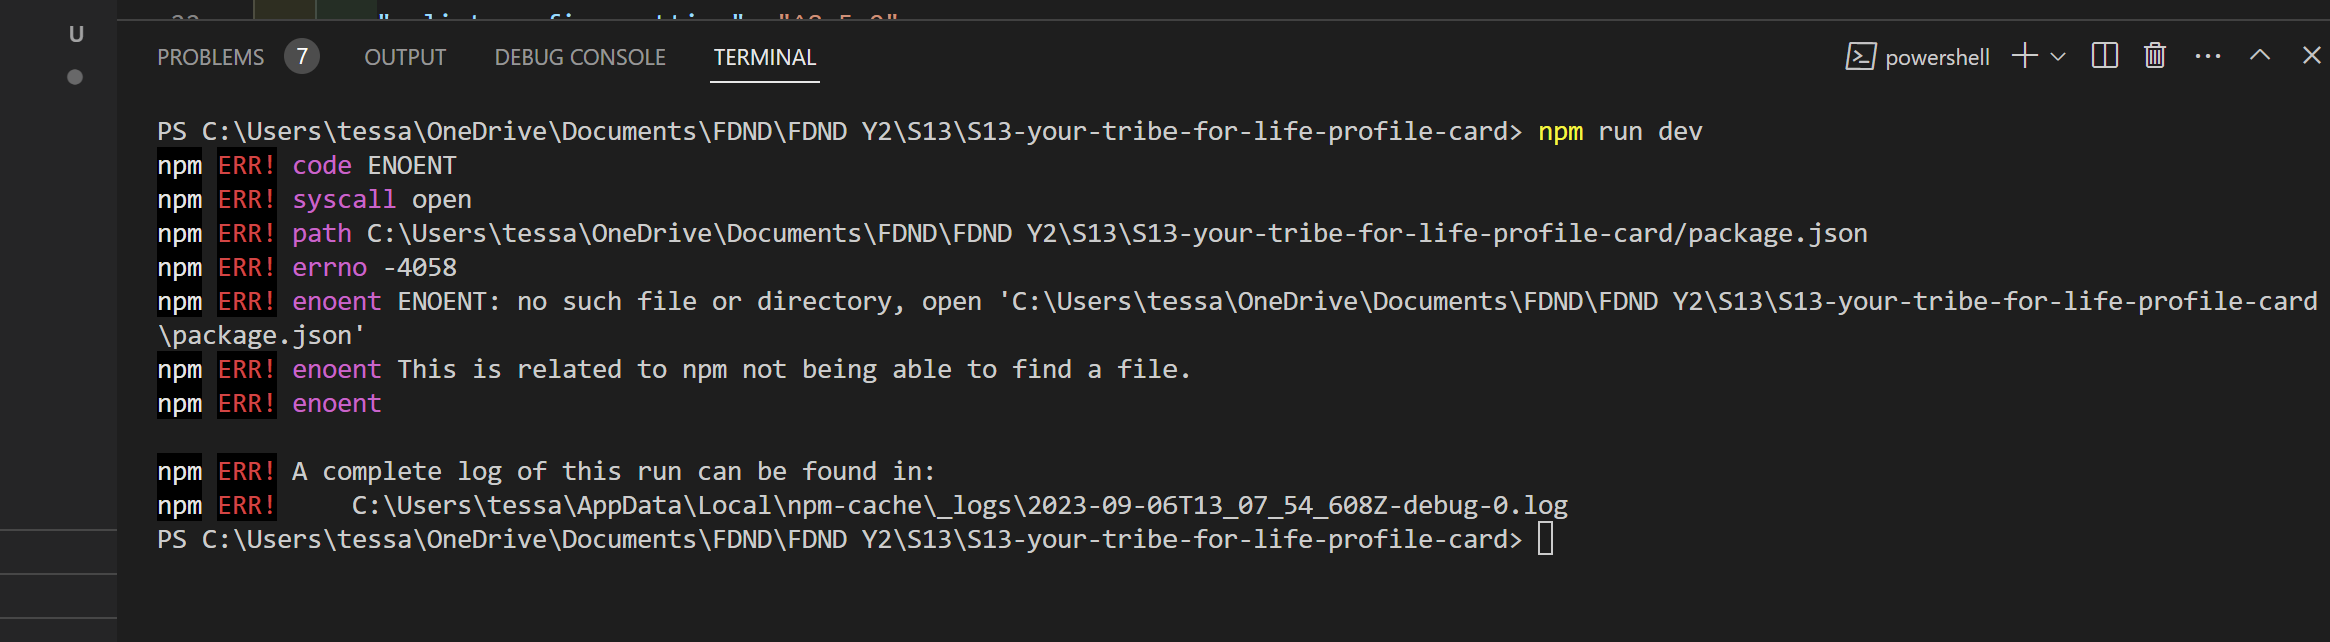 U
PROBLEMS 7 OUTPUT DEBUG CONSOLE TERMINAL powershell
PS C:\Users\tessa\OneDrive\Documents\FDND\FDND Y2\S13\S13-your-tribe-for-life-profile-card> npm run dev
npm ERR! code ENOENT
npm ERR! syscall open
npm ERR! path C:\Users\tessa\OneDrive\Documents\FDND\FDND Y2\S13\S13-your-tribe-for-life-profile-card/package.json
npm ERR! errno -4058
npm ERR! enoent ENOENT: no such file or directory, open 'C:\Users\tessa\OneDrive\Documents\FDND\FDND Y2\S13\S13-your-tribe-for-life-profile-card
\package.json'
npm ERR! enoent This is related to npm not being able to find a file.
npm ERR! enoent
npm ERR! A complete log of this run can be found in:
npm ERR!     C:\Users\tessa\AppData\Local\npm-cache\_logs\2023-09-06T13_07_54_608Z-debug-0.log
PS C:\Users\tessa\OneDrive\Documents\FDND\FDND Y2\S13\S13-your-tribe-for-life-profile-card>